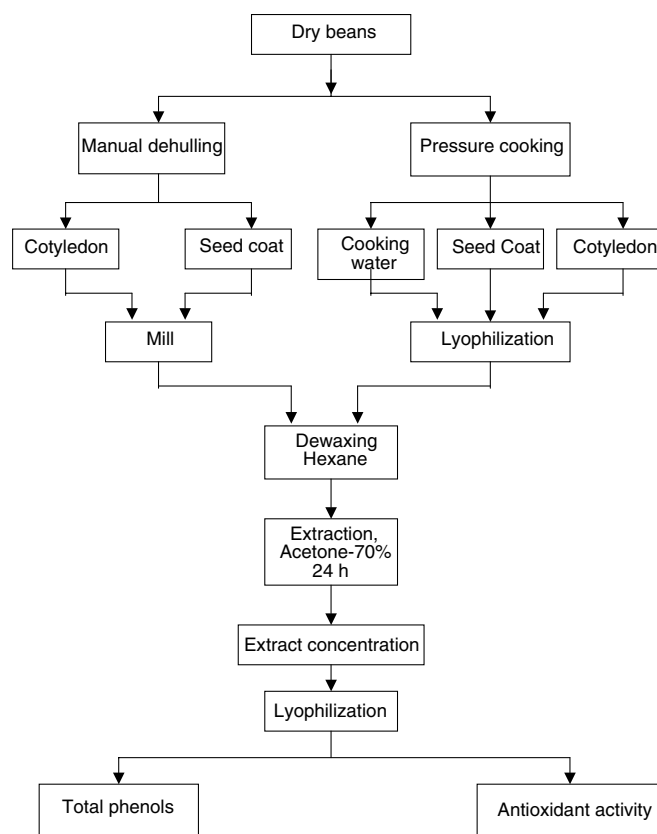 Dry beans
Manual dehulling
Pressure cooking
Cotyledon
Seed coat
Cooking
water
Seed Coat
Cotyledon
Mill
Lyophilization
Dewaxing
Hexane
Extraction,
Acetone-70%
24 h
Extract concentration
Lyophilization
Total phenols
Antioxidant activity